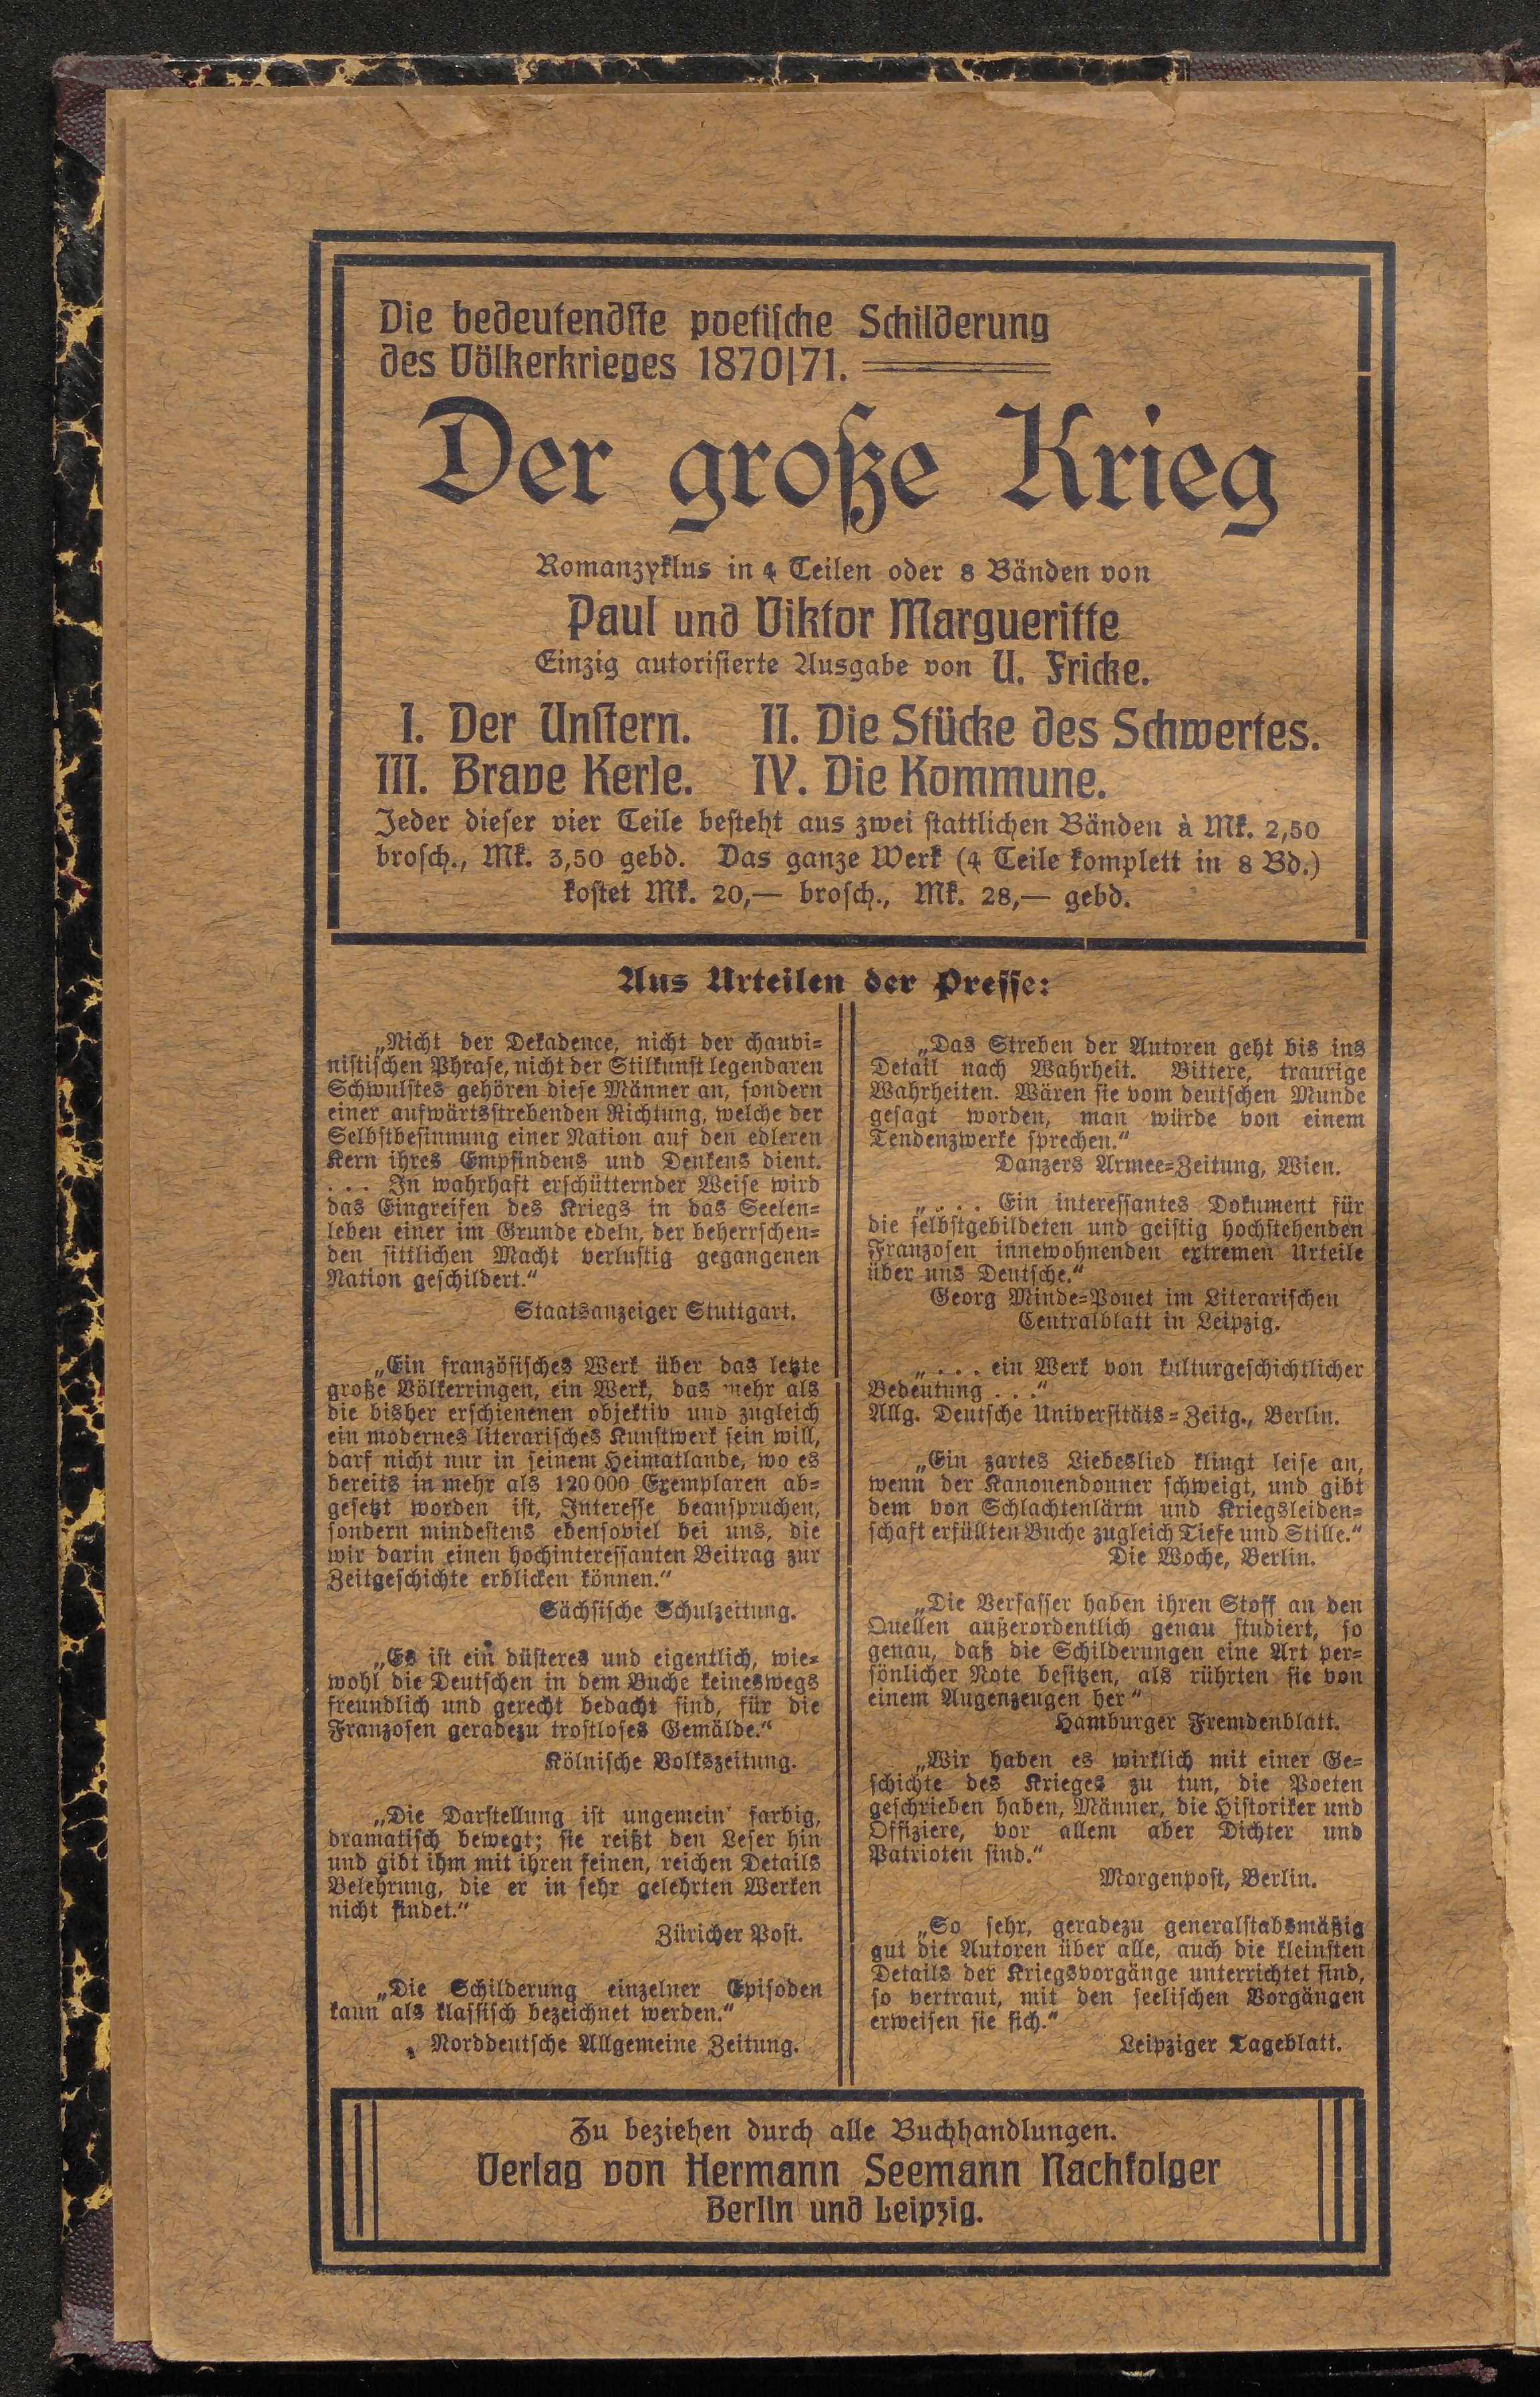 Die bedeutendste poetische Schilderung
des Völkerkrieges 1870/71.
Der große Krieg
Romanzyklus in 4 Teilen oder 8 Bänden von
Paul und Viktor Margueritte
Einzig autorisierte Ausgabe von U. Fricke.
I. Der Unstern. II. Die Stücke des Schwertes.
III. Brave Kerle. IV. Die Kommune.
Jeder dieser vier Teile besteht aus zwei stattlichen Bänden à Mk. 2,50
brosch., Mk. 3,50 gebd. Das ganze Werk (4 Teile komplett in 8 Bd.)
kostet Mk. 20,— brosch., Mk. 28,— gebd.
Aus Urteilen der Presse:
„Nicht der Dekadence, nicht der chauvi-
nistischen Phrase, nicht der Stilkunst legendaren
Schwulstes gehören diese Männer an, sondern
einer aufwärtsstrebenden Richtung, welche der
Selbstbesinnung einer Nation auf den edleren
Kern ihres Empfindens und Denkens dient.
. . . In wahrhaft erschütternder Weise wird
das Eingreifen des Kriegs in das Seelen-
leben einer im Grunde edeln, der beherrschen-
den sittlichen Macht verlustig gegangenen
Nation geschildert.“
Staatsanzeiger Stuttgart.
„Ein französisches Werk über das letzte
große Völkerringen, ein Werk, das mehr als
die bisher erschienenen objektiv und zugleich
ein modernes literarisches Kunstwerk sein will,
darf nicht nur in seinem Heimatlande, wo es
bereits in mehr als 120 000 Exemplaren ab-
gesetzt worden ist, Interesse beanspruchen,
sondern mindestens ebensoviel bei uns, die
wir darin einen hochinteressanten Beitrag zur
Zeitgeschichte erblicken können.“
Sächsische Schulzeitung.
„Es ist ein düsteres und eigentlich, wie-
wohl die Deutschen in dem Buche keineswegs
freundlich und gerecht bedacht sind, für die
Franzosen geradezu trostloses Gemälde.“
Kölnische Volkszeitung.
„Die Darstellung ist ungemein farbig,
dramatisch bewegt; sie reißt den Leser hin
und gibt ihm mit ihren feinen, reichen Details
Belehrung, die er in sehr gelehrten Werken
nicht findet.“
Züricher Post.
„Die Schilderung einzelner Episoden
kann als klassisch bezeichnet werden.“
Norddeutsche Allgemeine Zeitung.
„Das Streben der Autoren geht bis ins
Detail nach Wahrheit. Bittere, traurige
Wahrheiten. Wären sie vom deutschen Munde
gesagt worden, man würde von einem
Tendenzwerke sprechen.“
Danzers Armee-Zeitung, Wien.
„. . . . Ein interessantes Dokument für
die selbstgebildeten und geistig hochstehenden
Franzosen innewohnenden extremen Urteile
über uns Deutsche.“
Georg Minde-Pouet im Literarischen
Centralblatt in Leipzig.
„. . . ein Werk von kulturgeschichtlicher
Bedeutung . . .“
Allg. Deutsche Universitäts-Zeitg., Berlin.
„Ein zartes Liebeslied klingt leise an,
wenn der Kanonendonner schweigt, und gibt
dem von Schlachtenlärm und Kriegsleiden-
schaft erfüllten Buche zugleich Tiefe und Stille.“
Die Woche, Berlin.
„Die Verfasser haben ihren Stoff an den
Quellen außerordentlich genau studiert, so
genau, daß die Schilderungen eine Art per-
sönlicher Note besitzen, als rührten sie von
einem Augenzeugen her“
Hamburger Fremdenblatt.
„Wir haben es wirklich mit einer Ge-
schichte des Krieges zu tun, die Poeten
geschrieben haben, Männer, die Historiker und
Offiziere, vor allem aber Dichter und
Patrioten sind.“
Morgenpost, Berlin.
„So sehr, geradezu generalstabsmäßig
gut die Autoren über alle, auch die kleinsten
Details der Kriegsvorgänge unterrichtet sind,
so vertraut, mit den seelischen Vorgängen
erweisen sie sich.“
Leipziger Tageblatt.
Zu beziehen durch alle Buchhandlungen.
Verlag von Hermann Seemann Nachfolger
Berlin und Leipzig.